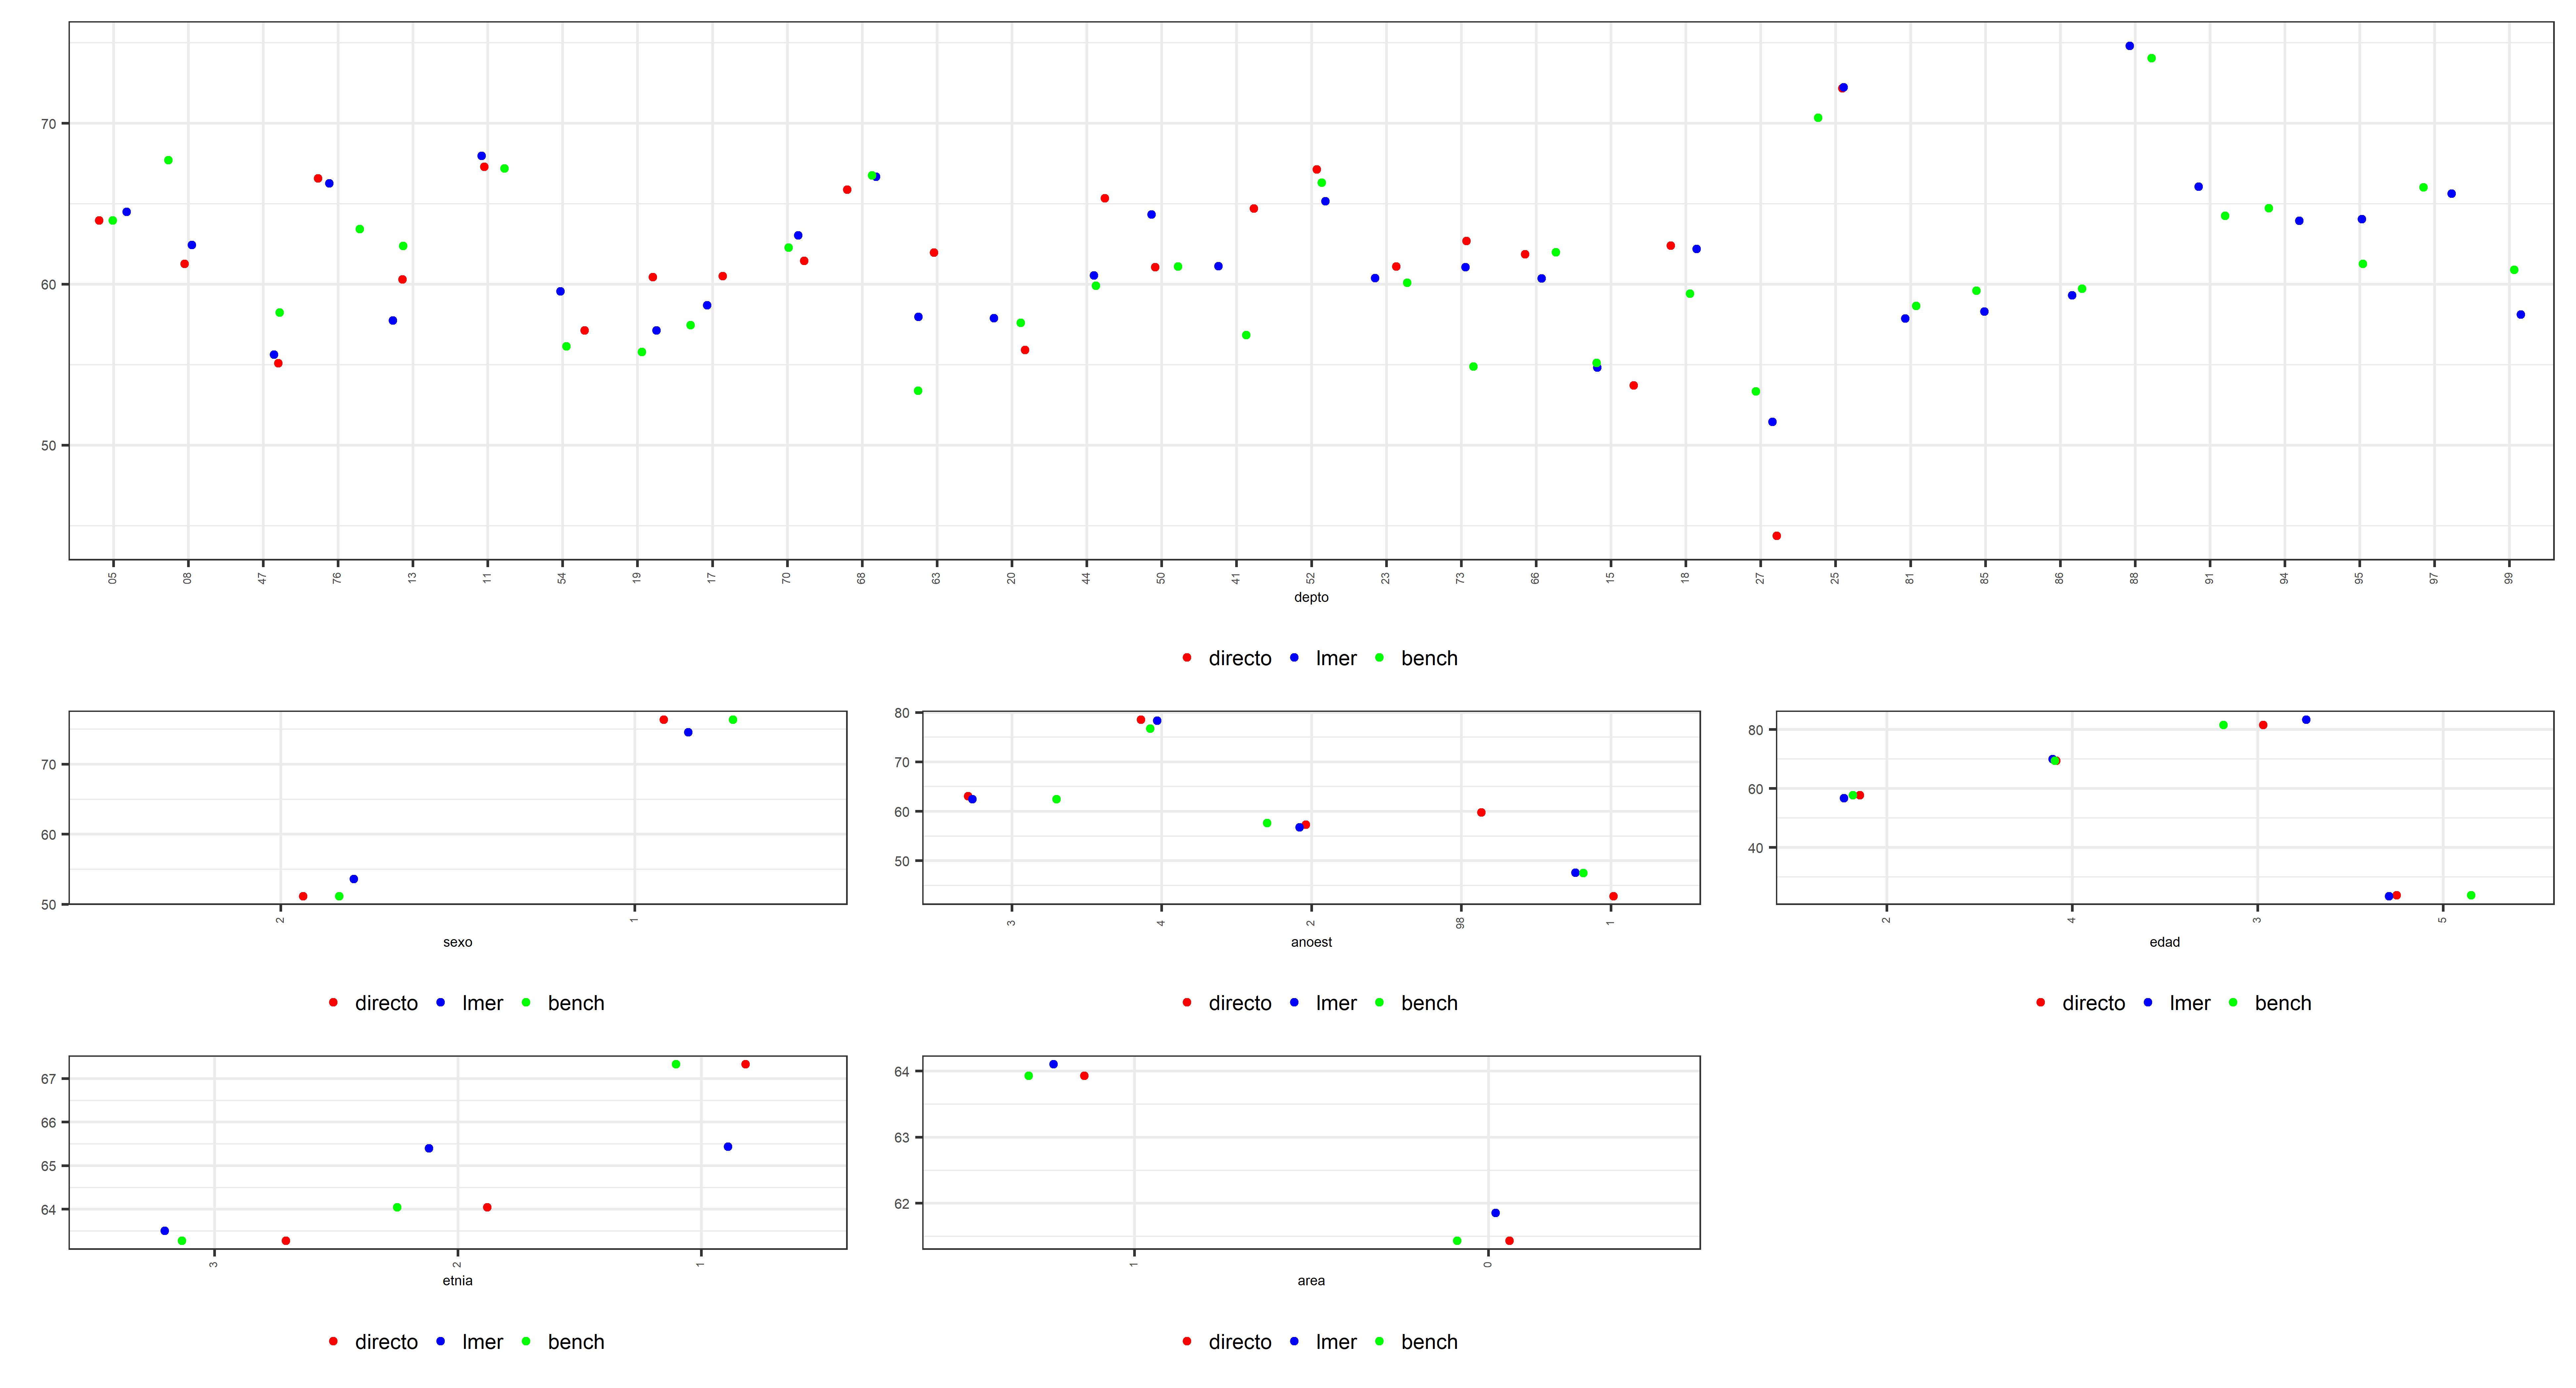 70
60
50
05 08 47 76 13 11 54 19 17 70 68 63 20 44 50 41 52 23 73 66 15 18 27 25 81 85 86 88 91 94 95 97 99
depto
directo lmer bench
70
60
50
2 1
sexo
directo lmer bench
80
70
60
50
3 4 2 98 1
anoest
directo lmer bench
80
60
40
2 4 3 5
edad
directo lmer bench
67
66
65
64
3 2 1
etnia
directo lmer bench
64
63
62
1 0
area
directo lmer bench